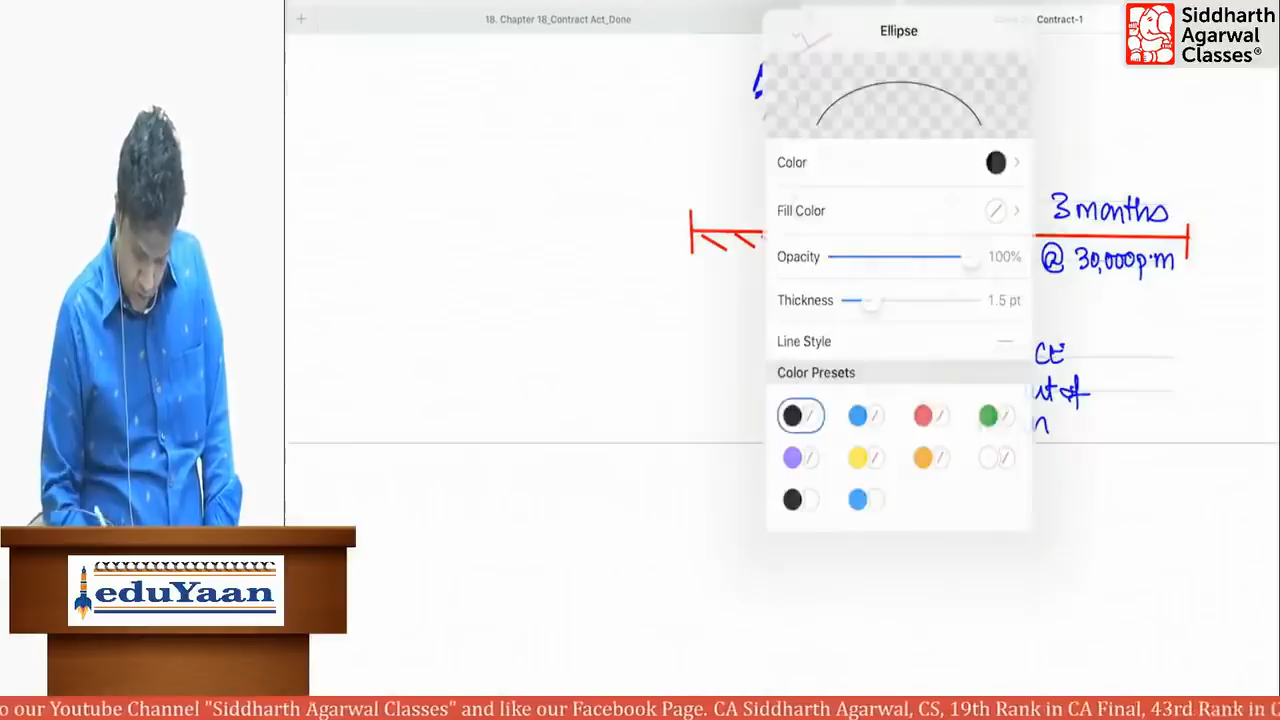 18. Chapter 18_Contract Act_Done
Contract-1
Siddharth
Agarwal
Classes®
Ellipse
Color
Fill Color
Opacity
100%
Thickness
1.5 pt
Line Style
Color Presets
3 months
@ 30,000 p.m
eduYaan
o our Youtube Channel "Siddharth Agarwal Classes" and like our Facebook Page. CA Siddharth Agarwal, CS, 19th Rank in CA Final, 43rd Rank in